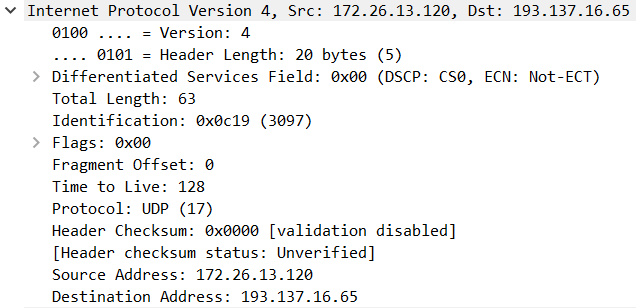 Internet Protocol Version 4, Src: 172.26.13.120, Dst: 193.137.16.65
0100 .... = Version: 4
.... 0101 = Header Length: 20 bytes (5)
Differentiated Services Field: 0x00 (DSCP: CS0, ECN: Not-ECT)
Total Length: 63
Identification: 0x0c19 (3097)
Flags: 0x00
Fragment Offset: 0
Time to Live: 128
Protocol: UDP (17)
Header Checksum: 0x0000 [validation disabled]
[Header checksum status: Unverified]
Source Address: 172.26.13.120
Destination Address: 193.137.16.65